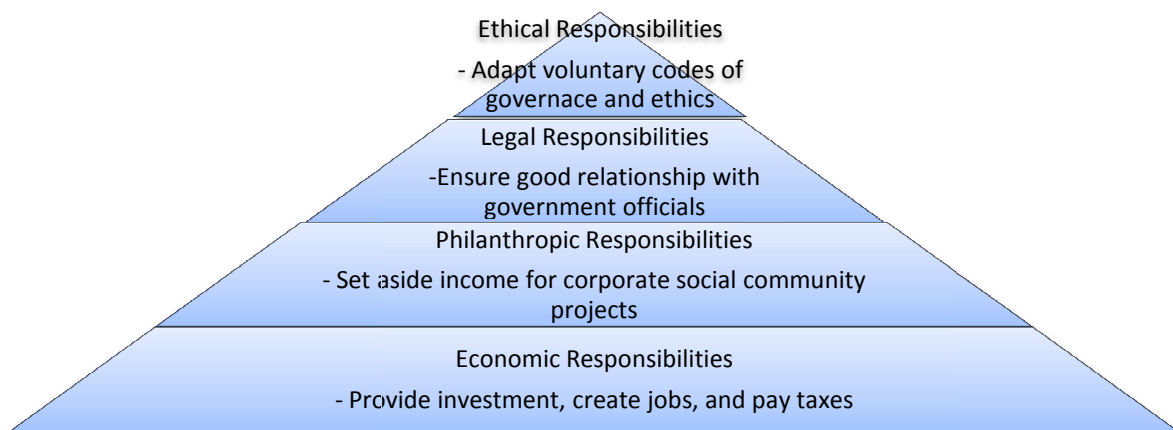 Ethical Responsibilities
- Adapt voluntary codes of
governace and ethics
Legal Responsibilities
-Ensure good relationship with
government officials
Philanthropic Responsibilities
- Set aside income for corporate social community
projects
Economic Responsibilities
- Provide investment, create jobs, and pay taxes